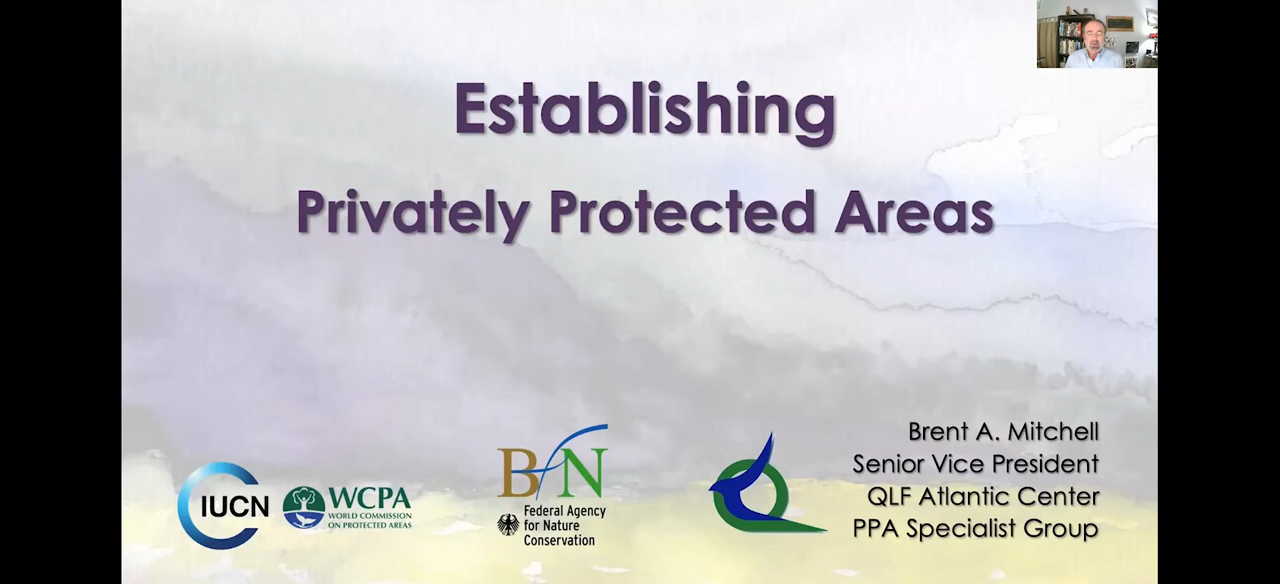 Establishing
Privately Protected Areas
Brent A. Mitchell
Senior Vice President
QLF Atlantic Center
PPA Specialist Group
IUCN
WCPA
WORLD COMMISSION
ON PROTECTED AREAS
BfN
Federal Agency
for Nature
Conservation